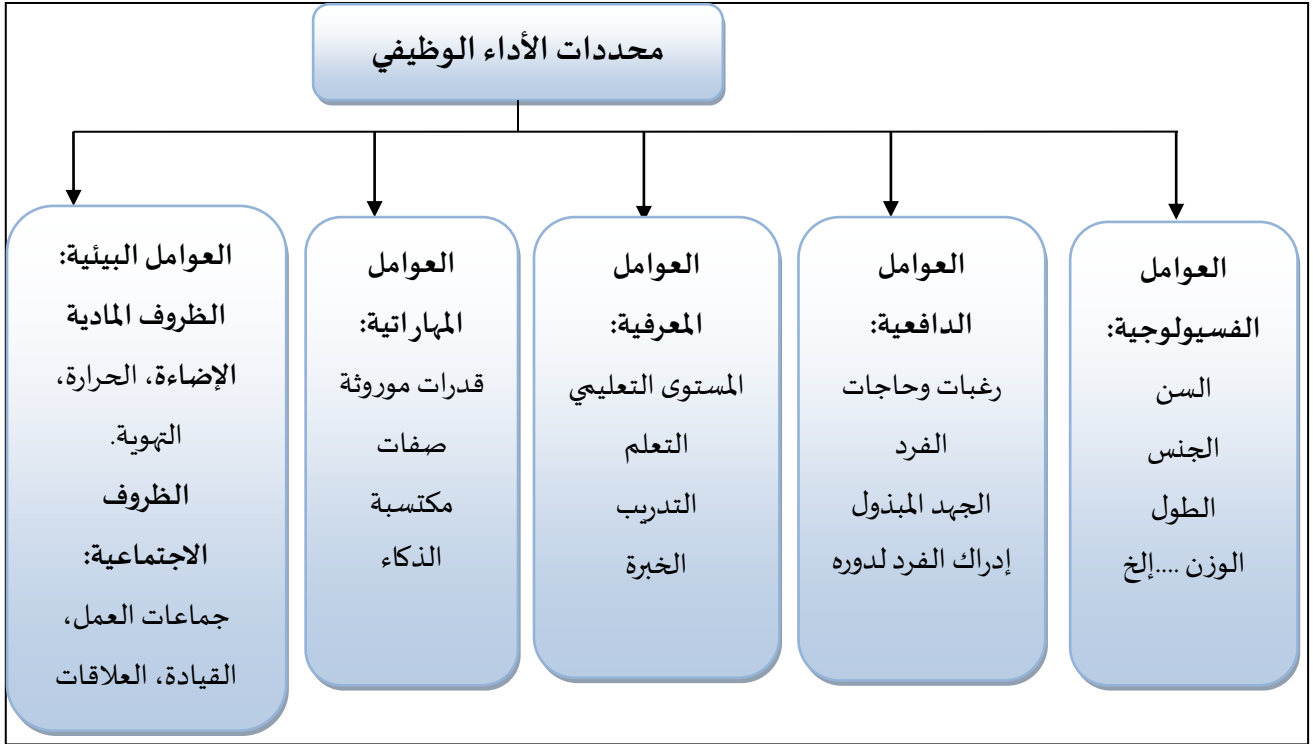 محددات الأداء الوظيفي
العوامل
الفسيولوجية:
السن
الجنس
الطول
الوزن ....إلخ
العوامل
الدافعية:
رغبات وحاجات
الفرد
الجهد المبذول
إدراك الفرد لدوره
العوامل
المعرفية:
المستوى التعليمي
التعلم
التدريب
الخبرة
العوامل
المهاراتية:
قدرات موروثة
صفات
مكتسبة
الذكاء
العوامل البيئية:
الظروف المادية
الإضاءة، الحرارة،
التهوية.
الظروف
الاجتماعية:
جماعات العمل،
القيادة، العلاقات